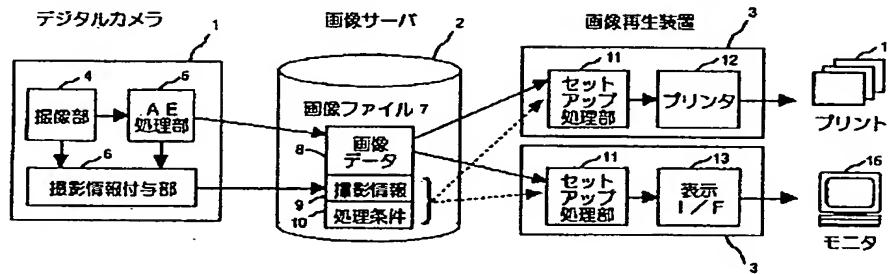 デジタルカメラ
1
4
5
撮像部
AE
処理部
6
撮影情報付与部
画像サーバ
2
画像ファイル 7
8
画像
データ
9
撮影情報
10
処理条件
画像再生装置
3
11
セット
アップ
処理部
12
プリンタ
1
プリント
11
セット
アップ
処理部
13
表示
I/F
16
モニタ
3